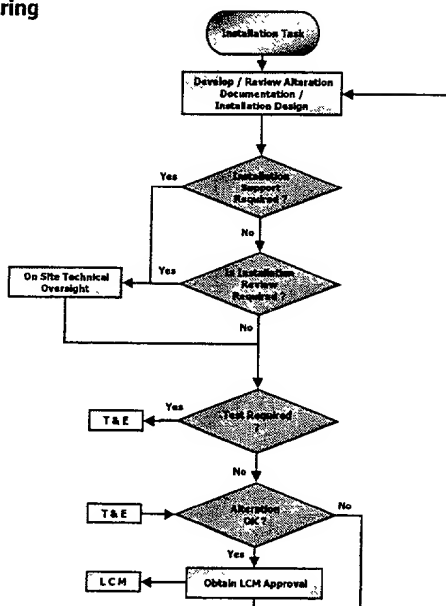 ring
Installation Task
Develop / Review Alteration
Documentation /
Installation Design
Yes
Installation
Support
Required ?
No
On Site Technical
Oversight
Yes
Is Installation
Review
Required ?
No
T & E
Yes
Test Required
?
No
T & E
Alteration
OK ?
No
Yes
L C M
Obtain LCM Approval